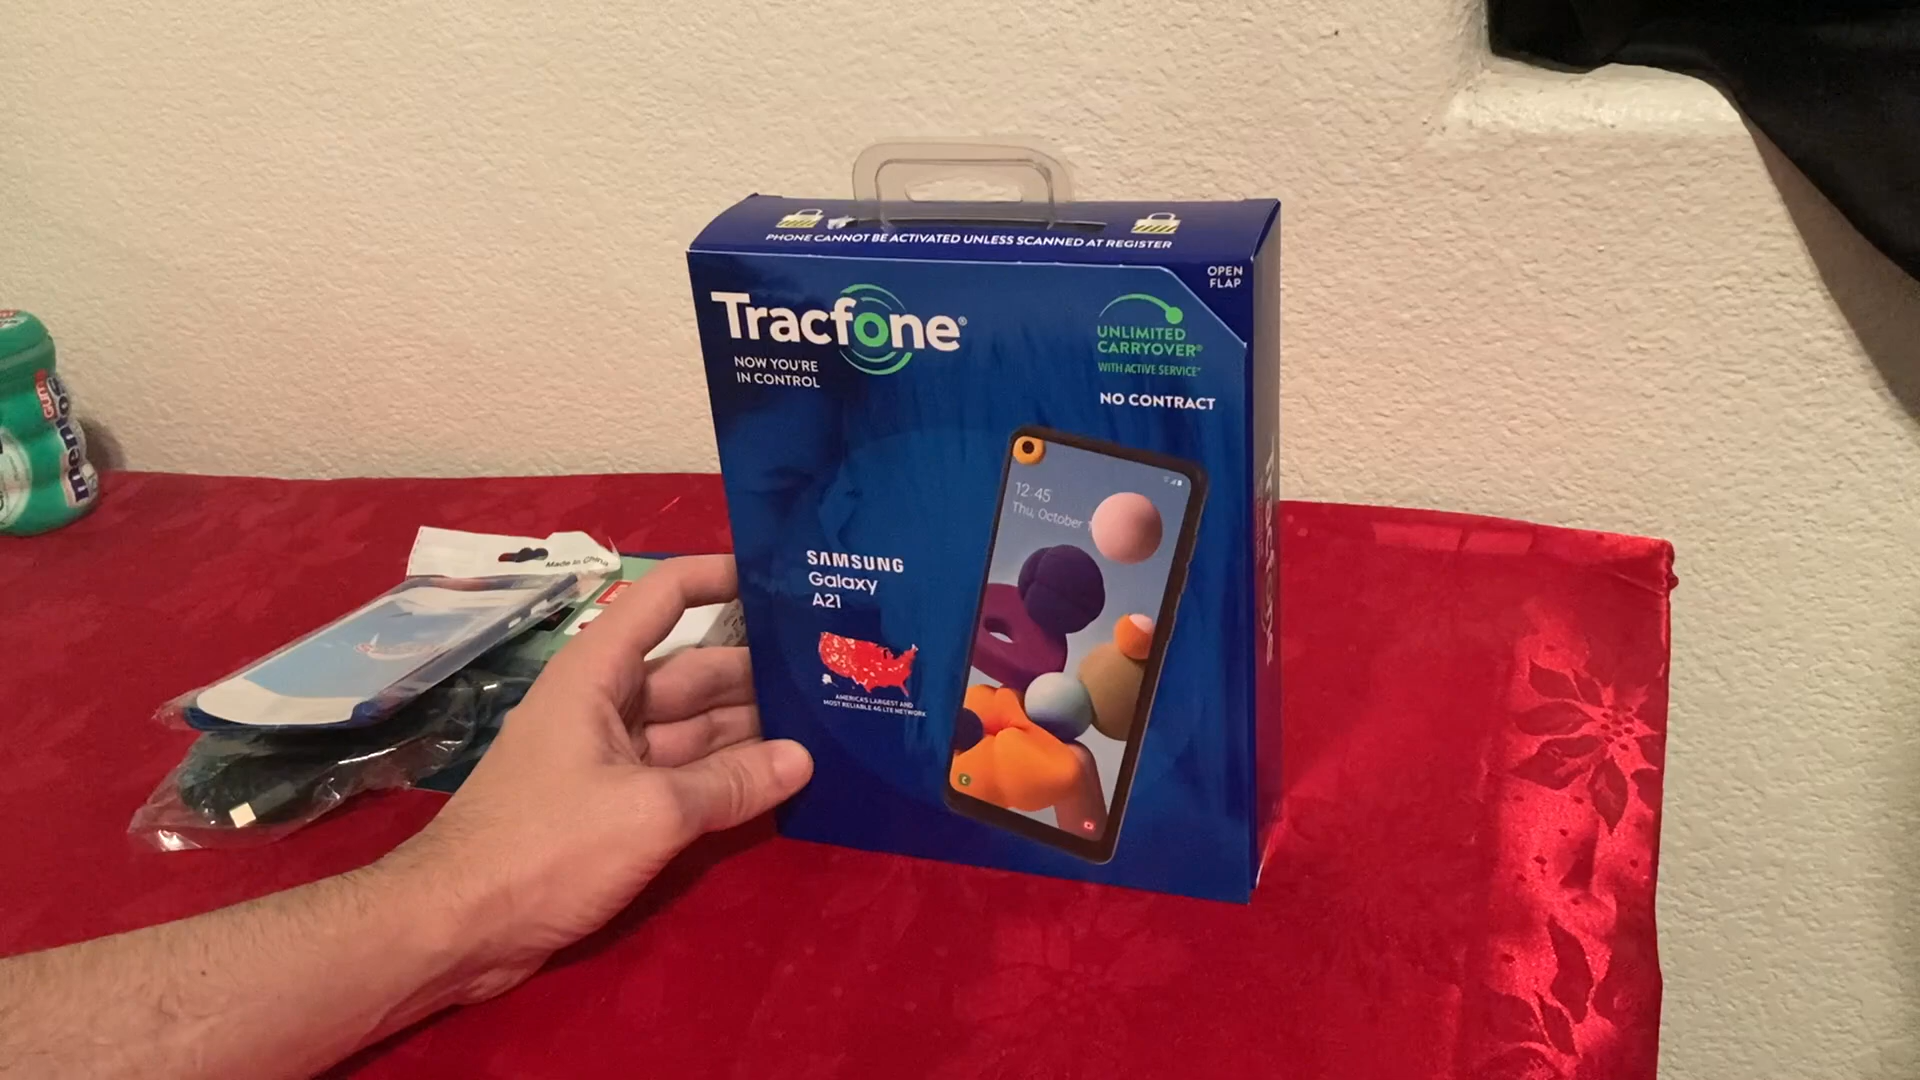 PHONE CANNOT BE ACTIVATED UNLESS SCANNED AT REGISTER
OPEN
FLAP
Tracfone®
NOW YOU'RE
IN CONTROL
UNLIMITED
CARRYOVER®
WITH ACTIVE SERVICE*
NO CONTRACT
12:45
Thu, October
SAMSUNG
Galaxy
A21
AMERICA'S LARGEST AND
MOST RELIABLE 4G LTE NETWORK
Made in China
mentos
GUM